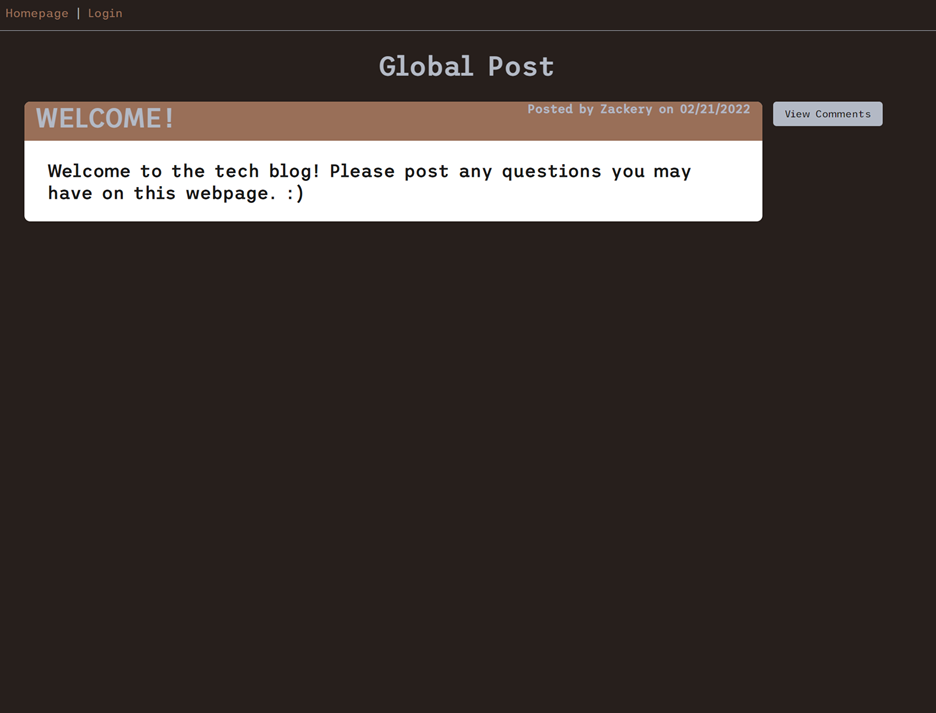 Homepage | Login
Global Post
WELCOME!
Posted by Zackery on 02/21/2022
View Comments
Welcome to the tech blog! Please post any questions you may
have on this webpage. :)